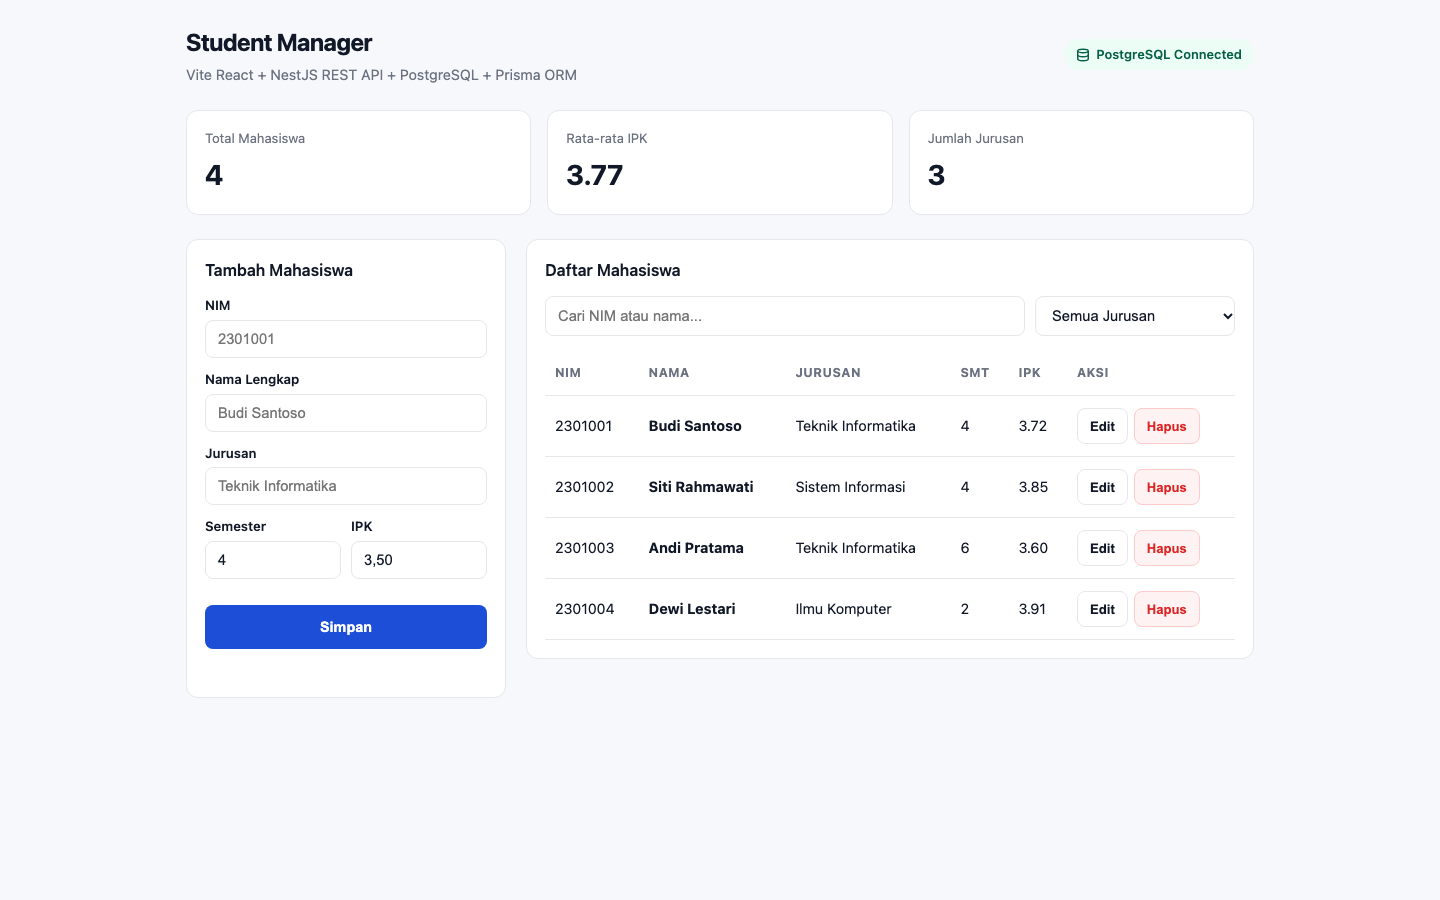 Student Manager
Vite React + NestJS REST API + PostgreSQL + Prisma ORM
PostgreSQL Connected
Total Mahasiswa
4
Rata-rata IPK
3.77
Jumlah Jurusan
3
Tambah Mahasiswa
NIM
2301001
Nama Lengkap
Budi Santoso
Jurusan
Teknik Informatika
Semester IPK
4 3,50
Simpan
Daftar Mahasiswa
Cari NIM atau nama... Semua Jurusan
NIM NAMA JURUSAN SMT IPK AKSI
2301001 Budi Santoso Teknik Informatika 4 3.72 Edit Hapus
2301002 Siti Rahmawati Sistem Informasi 4 3.85 Edit Hapus
2301003 Andi Pratama Teknik Informatika 6 3.60 Edit Hapus
2301004 Dewi Lestari Ilmu Komputer 2 3.91 Edit Hapus